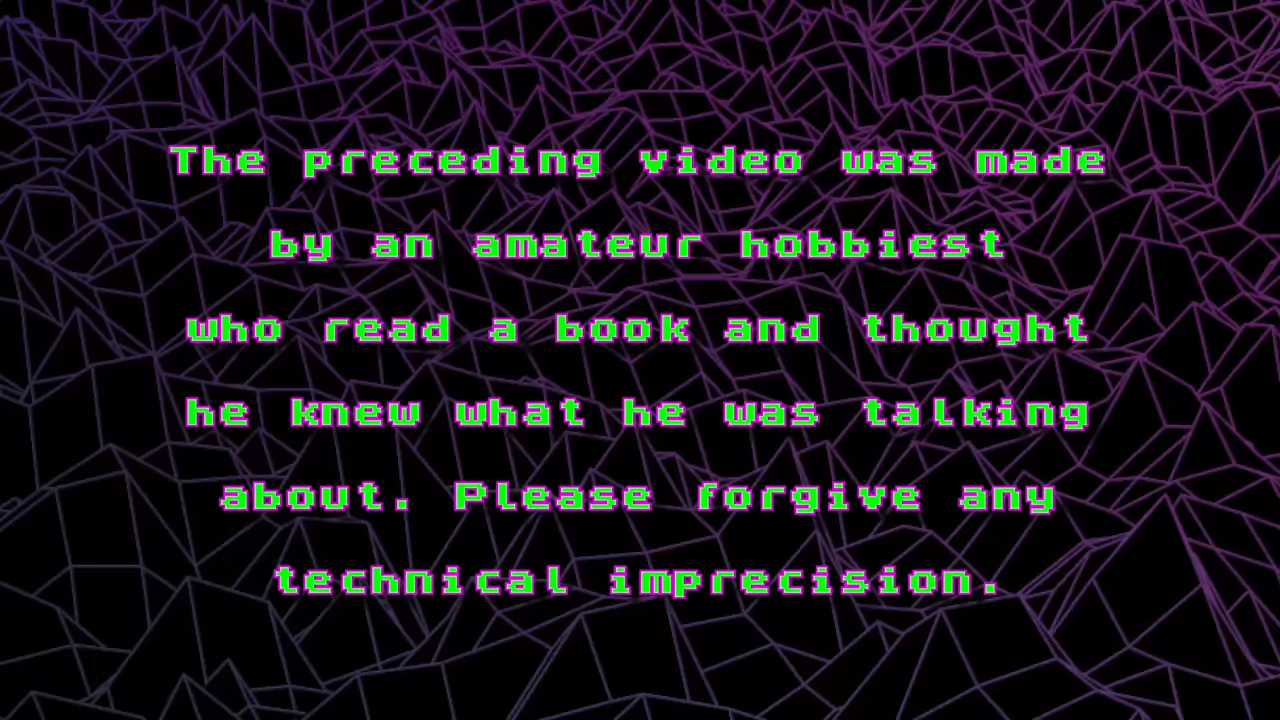 The preceding video was made
by an amateur hobbiest
who read a book and thought
he knew what he was talking
about. Please forgive any
technical imprecision.